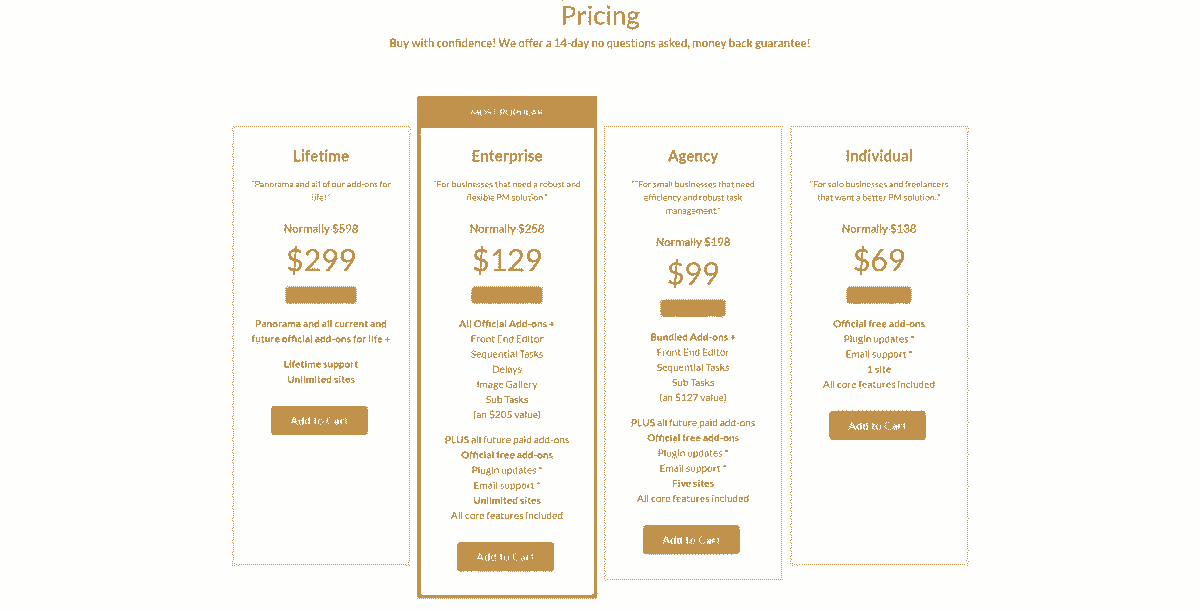 Pricing
Buy with confidence! We offer a 14-day no questions asked, money back guarantee!
Lifetime
"Panorama and all of our add-ons for
life!"
Normally $598
$299
Panorama and all current and
future official add-ons for life +
Lifetime support
Unlimited sites
Add to Cart
MOST POPULAR
Enterprise
"For businesses that need a robust and
flexible PM solution"
Normally $258
$129
All Official Add-ons +
Front End Editor
Sequential Tasks
Delays
Image Gallery
Sub Tasks
(an $205 value)
PLUS all future paid add-ons
Official free add-ons
Plugin updates *
Email support *
Unlimited sites
All core features included
Add to Cart
Agency
""For small businesses that need
efficiency and robust task
management."
Normally $198
$99
Bundled Add-ons +
Front End Editor
Sequential Tasks
Sub Tasks
(an $127 value)
PLUS all future paid add-ons
Official free add-ons
Plugin updates *
Email support *
Five sites
All core features included
Add to Cart
Individual
"For solo businesses and freelancers
that want a better PM solution.."
Normally $138
$69
Official free add-ons
Plugin updates *
Email support *
1 site
All core features included
Add to Cart